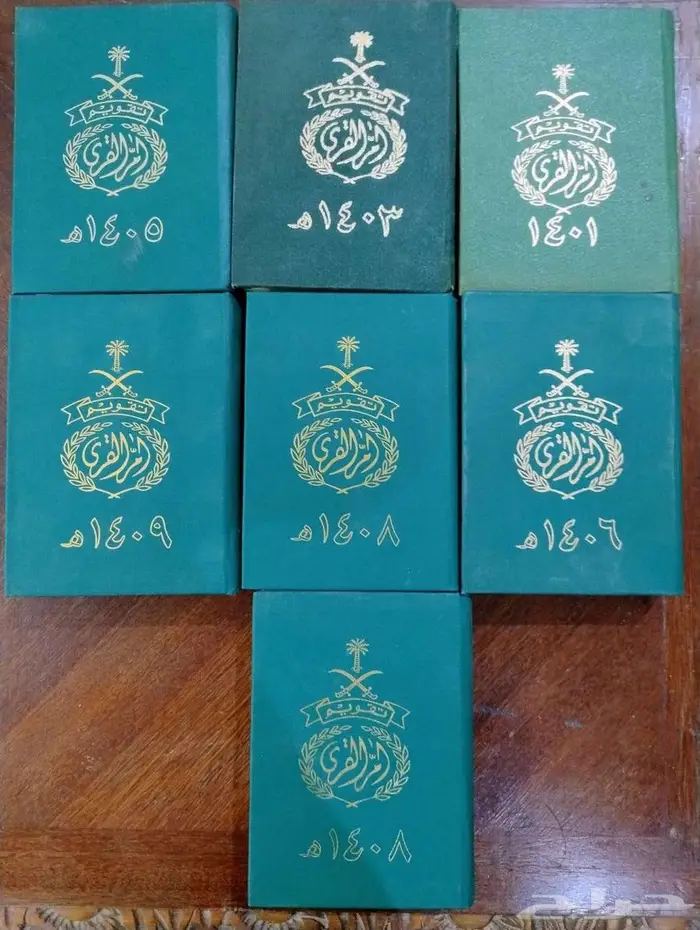 تقويم
أم القرى
١٤٠١
تقويم
أم القرى
١٤٠٣هـ
تقويم
أم القرى
١٤٠٥هـ
تقويم
أم القرى
١٤٠٦هـ
تقويم
أم القرى
١٤٠٨هـ
تقويم
أم القرى
١٤٠٩هـ
تقويم
أم القرى
١٤٠٨هـ
حراج